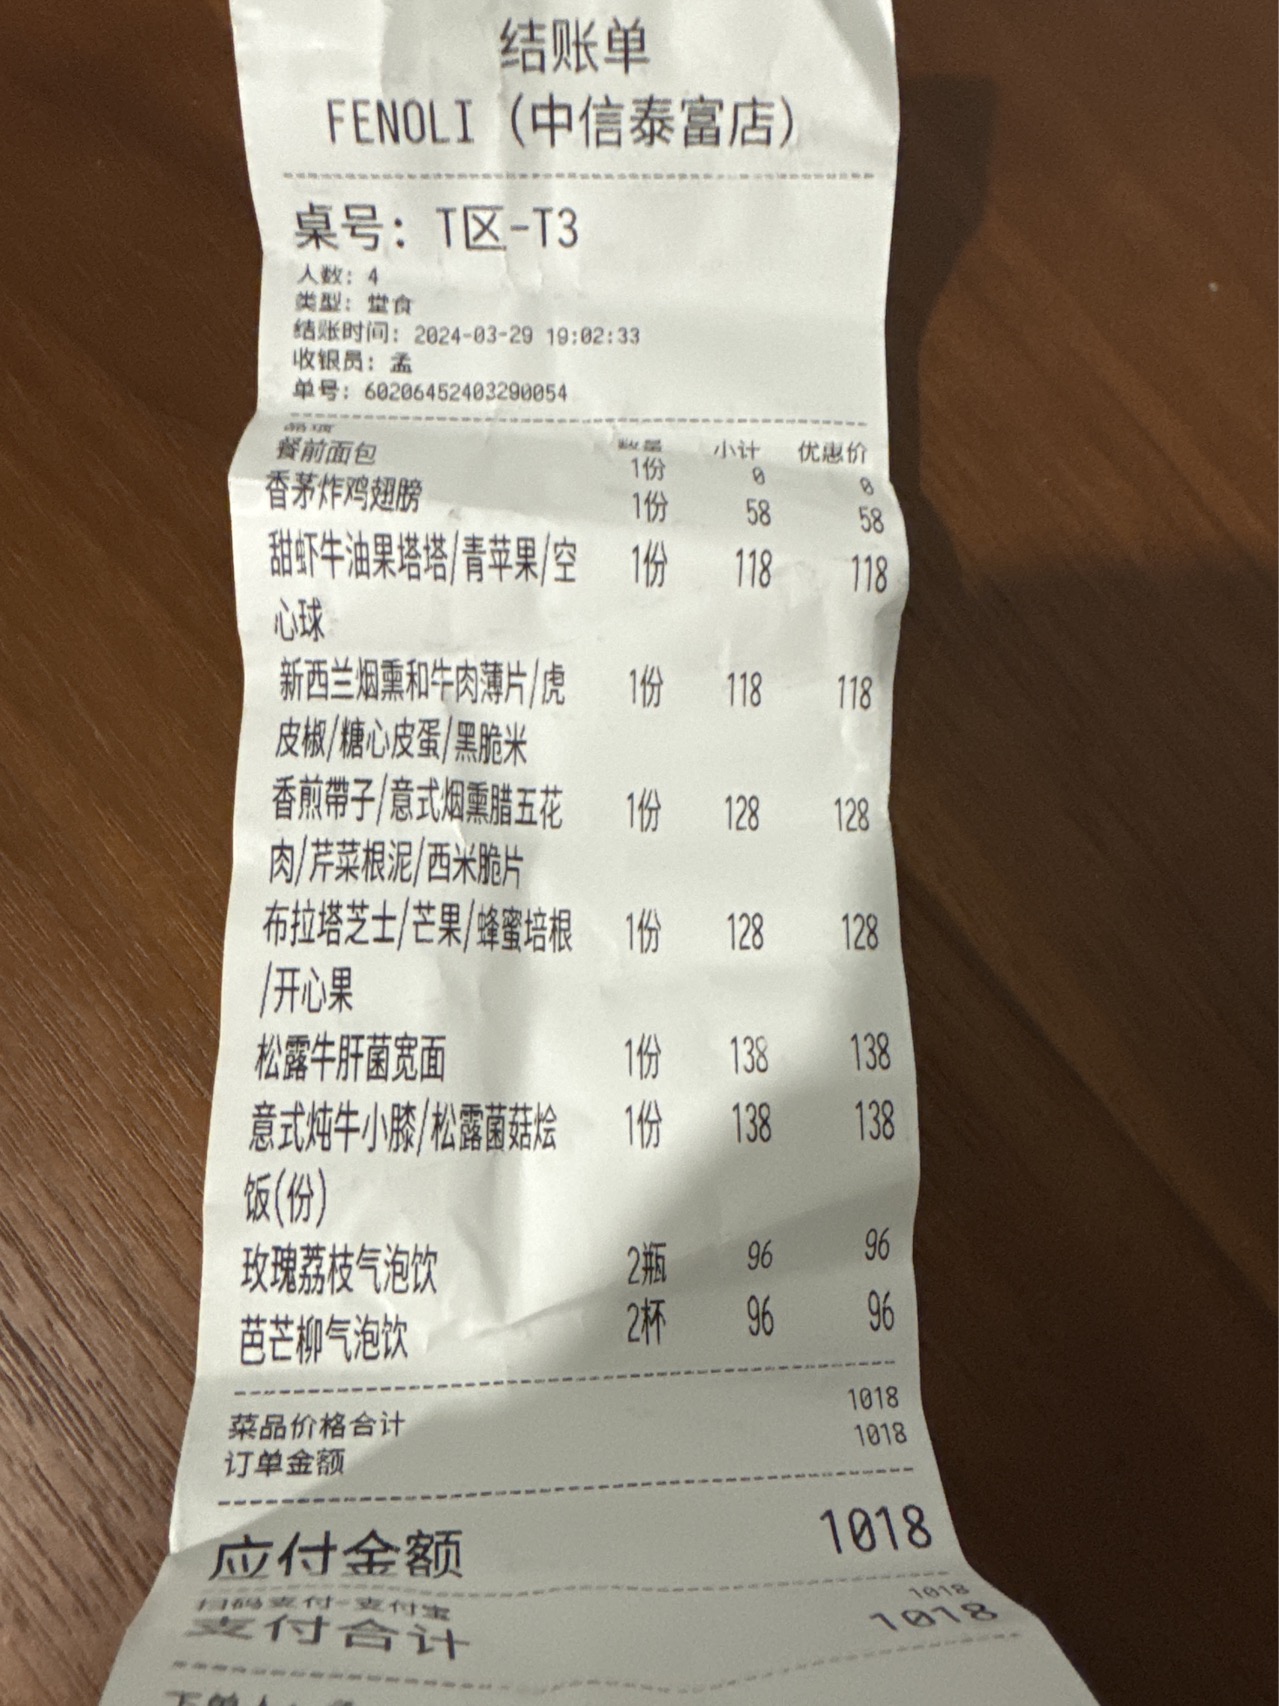 结账单
FENOLI（中信泰富店）
桌号：T区-T3
人数：4
类型：堂食
结账时间：2024-03-29 19:02:33
收银员：孟
单号：60206452403290054
品项 数量 小计 优惠价
餐前面包 1份 0 0
香茅炸鸡翅膀 1份 58 58
甜虾牛油果塔塔/青苹果/空 1份 118 118
心球
新西兰烟熏和牛肉薄片/虎 1份 118 118
皮椒/糖心皮蛋/黑脆米
香煎带子/意式烟熏腊五花 1份 128 128
肉/芹菜根泥/西米脆片
布拉塔芝士/芒果/蜂蜜培根 1份 128 128
/开心果
松露牛肝菌宽面 1份 138 138
意式炖牛小膝/松露菌菇烩 1份 138 138
饭(份)
玫瑰荔枝气泡饮 2瓶 96 96
芭芒柳气泡饮 2杯 96 96
菜品价格合计 1018
订单金额 1018
应付金额 1018
扫码支付-支付宝 1018
支付合计 1018
下单人：